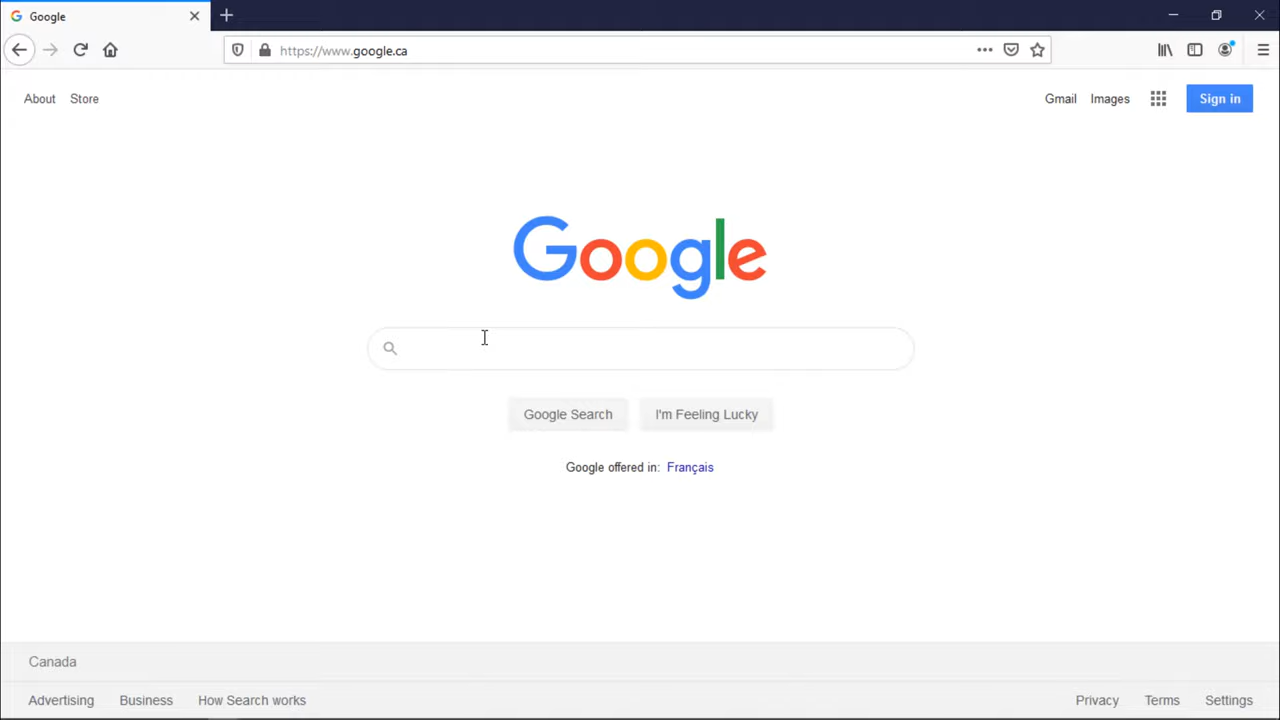 Google
https://www.google.ca
About Store Gmail Images Sign in
Google
Google Search I'm Feeling Lucky
Google offered in: Français
Canada
Advertising Business How Search works Privacy Terms Settings